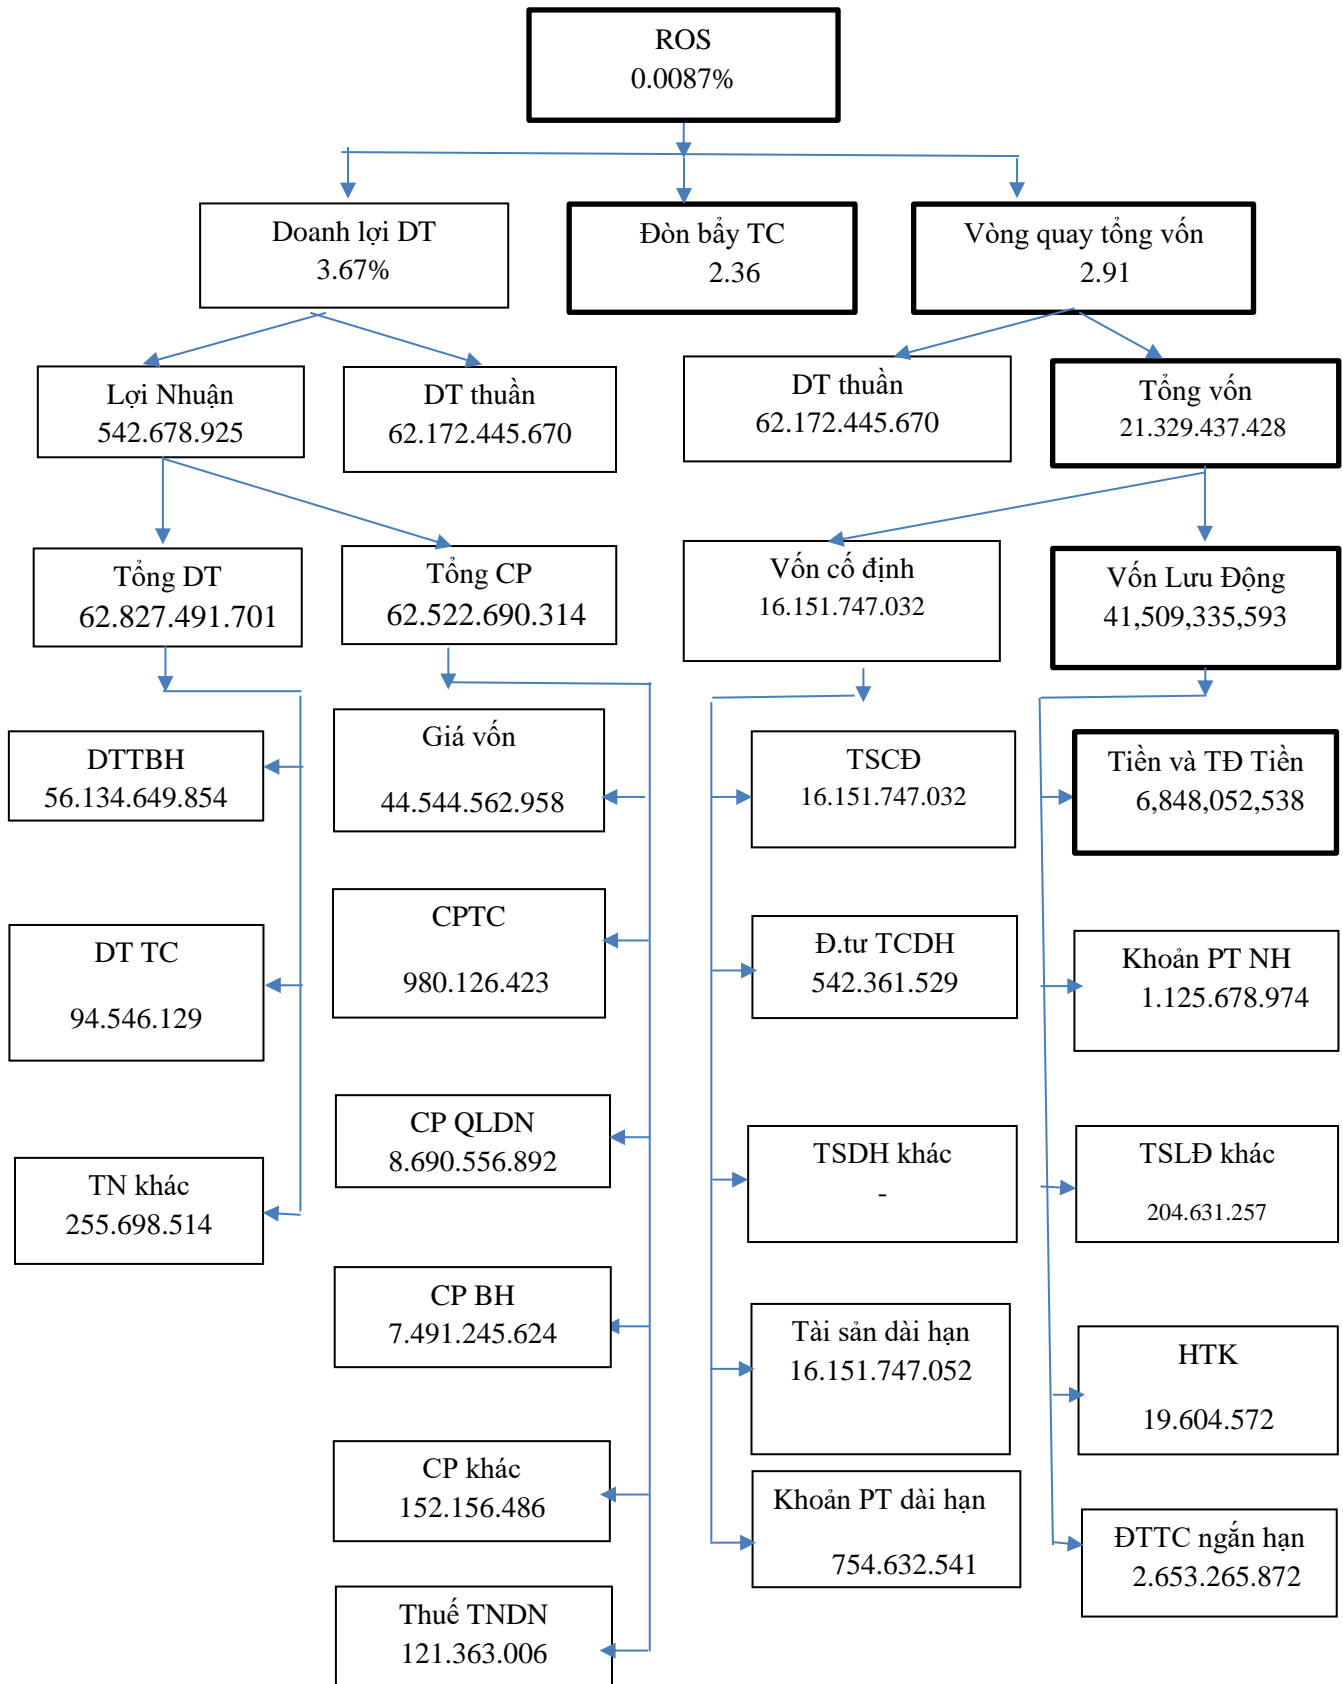 ROS
0.0087%
Doanh lợi DT
3.67%
Đòn bẩy TC
2.36
Vòng quay tổng vốn
2.91
Lợi Nhuận
542.678.925
DT thuần
62.172.445.670
DT thuần
62.172.445.670
Tổng vốn
21.329.437.428
Tổng DT
62.827.491.701
Tổng CP
62.522.690.314
Vốn cố định
16.151.747.032
Vốn Lưu Động
41,509,335,593
DTTBH
56.134.649.854
Giá vốn
44.544.562.958
TSCĐ
16.151.747.032
Tiền và TĐ Tiền
6,848,052,538
DT TC
94.546.129
CPTC
980.126.423
Đ.tư TCDH
542.361.529
Khoản PT NH
1.125.678.974
TN khác
255.698.514
CP QLDN
8.690.556.892
TSDH khác
-
TSLĐ khác
204.631.257
CP BH
7.491.245.624
Tài sản dài hạn
16.151.747.052
HTK
19.604.572
CP khác
152.156.486
Khoản PT dài hạn
754.632.541
ĐTTC ngắn hạn
2.653.265.872
Thuế TNDN
121.363.006